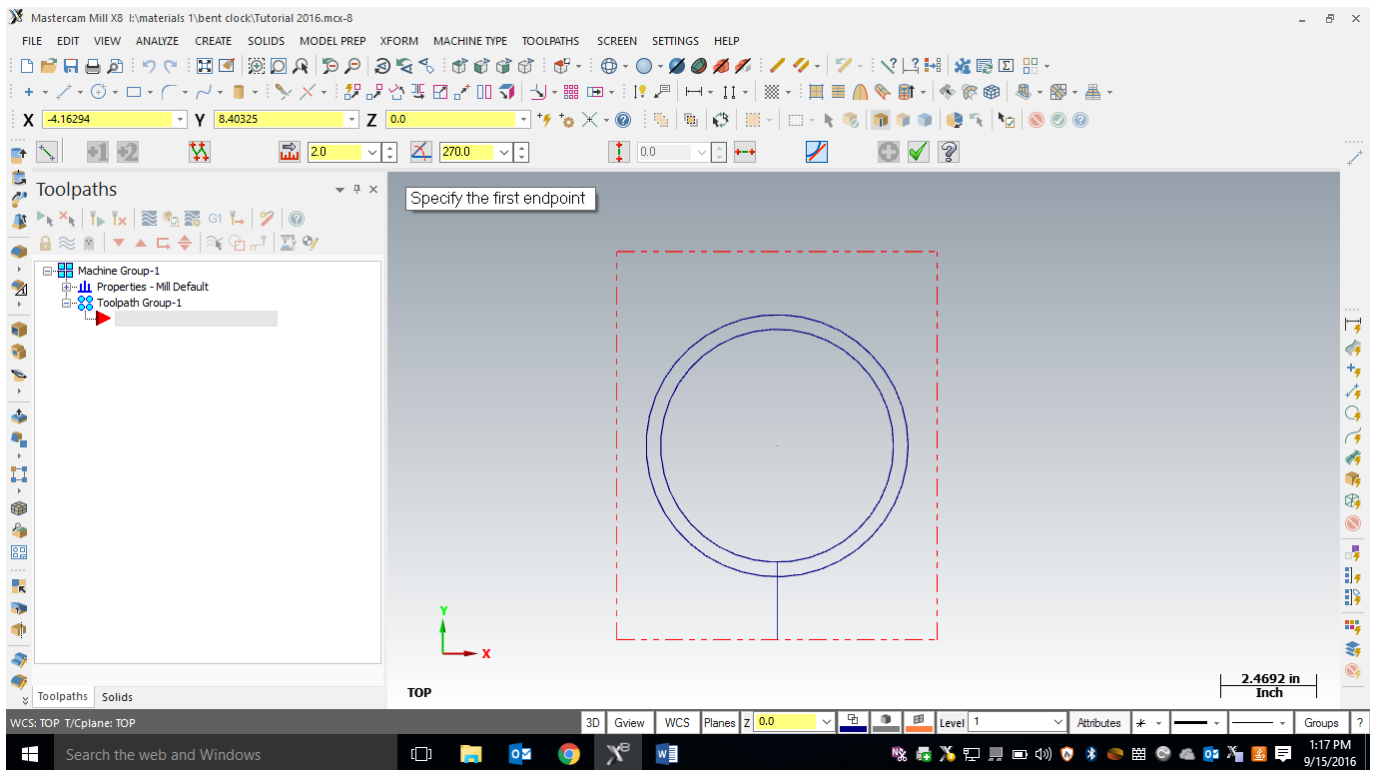 Mastercam Mill X8 I:\materials 1\bent clock\Tutorial 2016.mcx-8
FILE EDIT VIEW ANALYZE CREATE SOLIDS MODEL PREP XFORM MACHINE TYPE TOOLPATHS SCREEN SETTINGS HELP
X -4.16294 Y 8.40325 Z 0.0
+1 +2 2.0 270.0 0.0
Toolpaths
Specify the first endpoint
G1
Machine Group-1
Properties - Mill Default
Toolpath Group-1
Y
X
TOP
2.4692 in
Inch
Toolpaths Solids
WCS: TOP T/Cplane: TOP 3D Gview WCS Planes Z 0.0 Level 1 Attributes Groups ?
Search the web and Windows
1:17 PM
9/15/2016